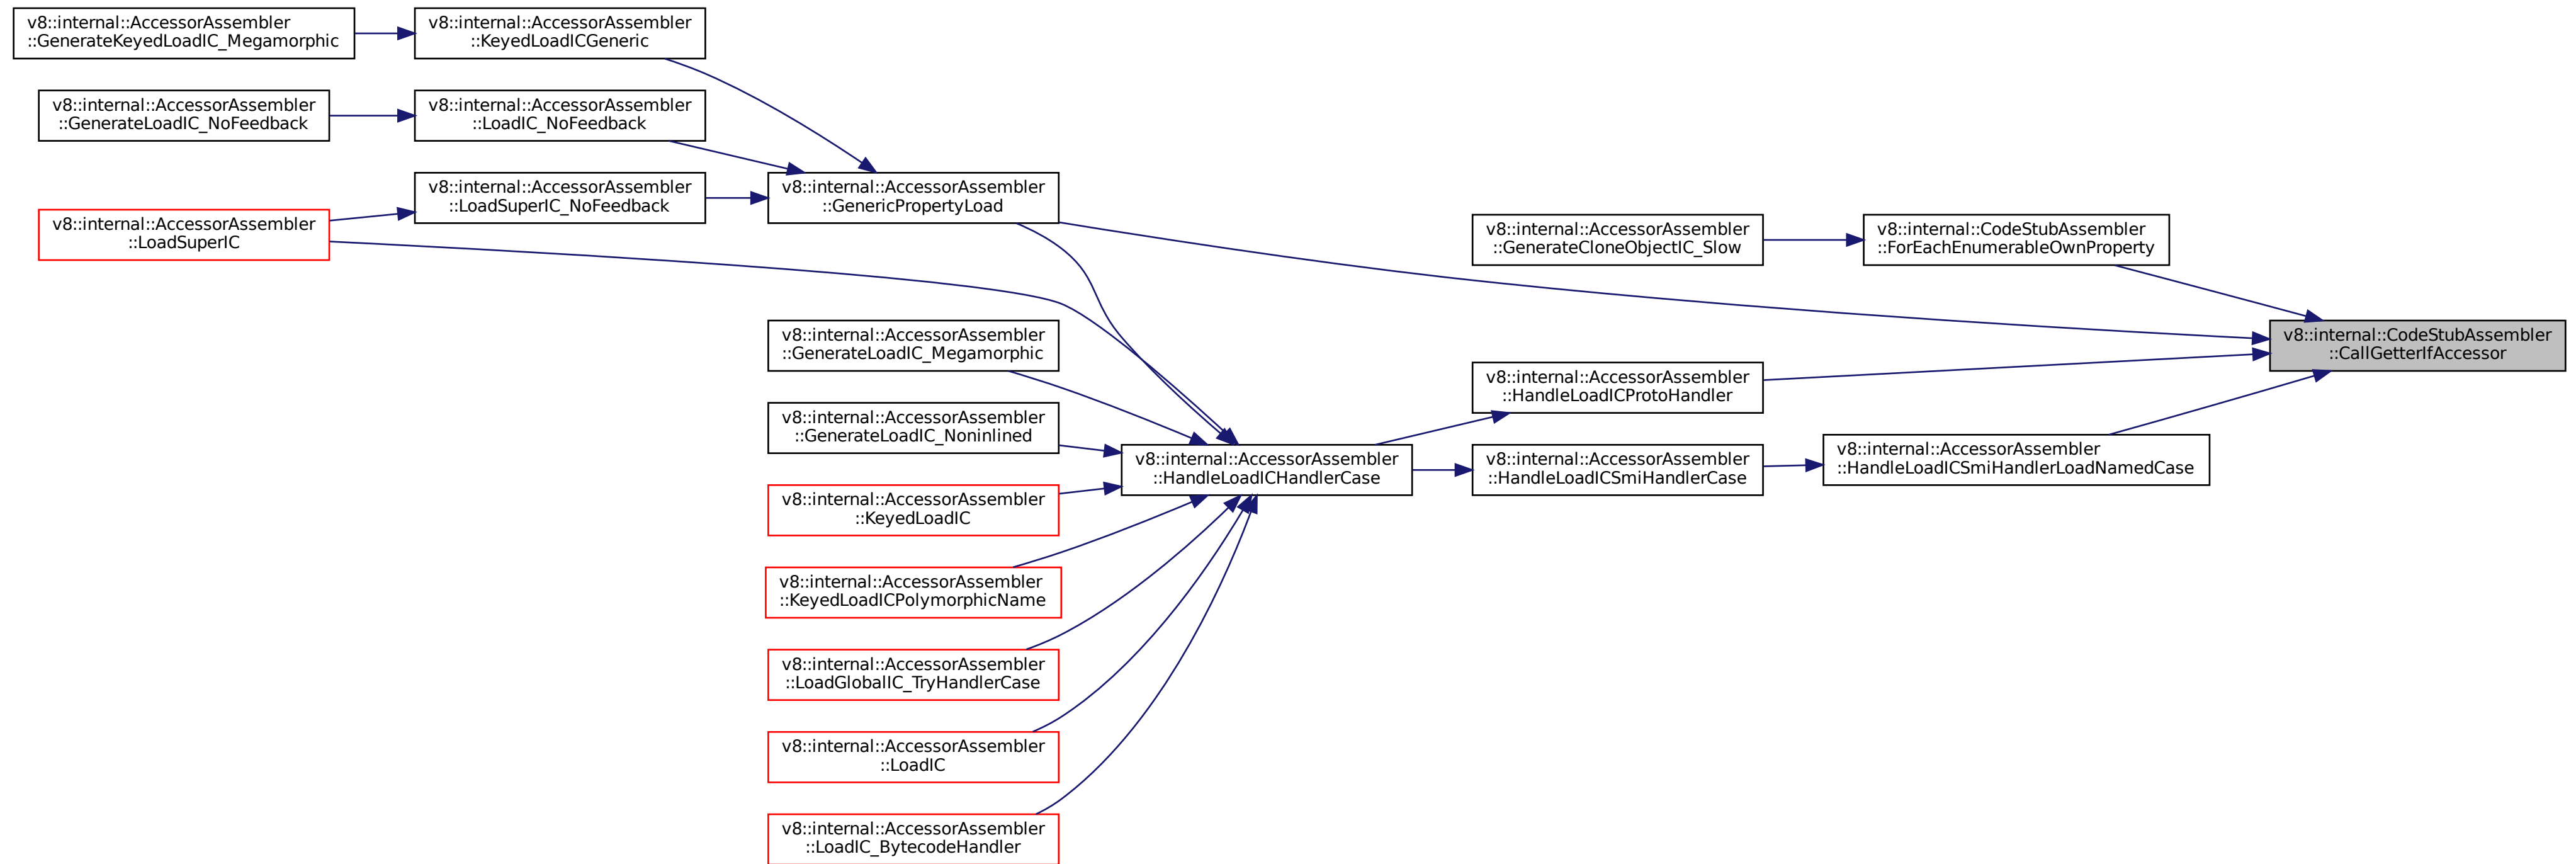 v8::internal::AccessorAssembler
::GenerateKeyedLoadIC_Megamorphic
v8::internal::AccessorAssembler
::KeyedLoadICGeneric
v8::internal::AccessorAssembler
::GenerateLoadIC_NoFeedback
v8::internal::AccessorAssembler
::LoadIC_NoFeedback
v8::internal::AccessorAssembler
::LoadSuperIC
v8::internal::AccessorAssembler
::LoadSuperIC_NoFeedback
v8::internal::AccessorAssembler
::GenericPropertyLoad
v8::internal::AccessorAssembler
::GenerateCloneObjectIC_Slow
v8::internal::CodeStubAssembler
::ForEachEnumerableOwnProperty
v8::internal::AccessorAssembler
::GenerateLoadIC_Megamorphic
v8::internal::CodeStubAssembler
::CallGetterIfAccessor
v8::internal::AccessorAssembler
::HandleLoadICProtoHandler
v8::internal::AccessorAssembler
::GenerateLoadIC_Noninlined
v8::internal::AccessorAssembler
::HandleLoadICHandlerCase
v8::internal::AccessorAssembler
::HandleLoadICSmiHandlerCase
v8::internal::AccessorAssembler
::HandleLoadICSmiHandlerLoadNamedCase
v8::internal::AccessorAssembler
::KeyedLoadIC
v8::internal::AccessorAssembler
::KeyedLoadICPolymorphicName
v8::internal::AccessorAssembler
::LoadGlobalIC_TryHandlerCase
v8::internal::AccessorAssembler
::LoadIC
v8::internal::AccessorAssembler
::LoadIC_BytecodeHandler